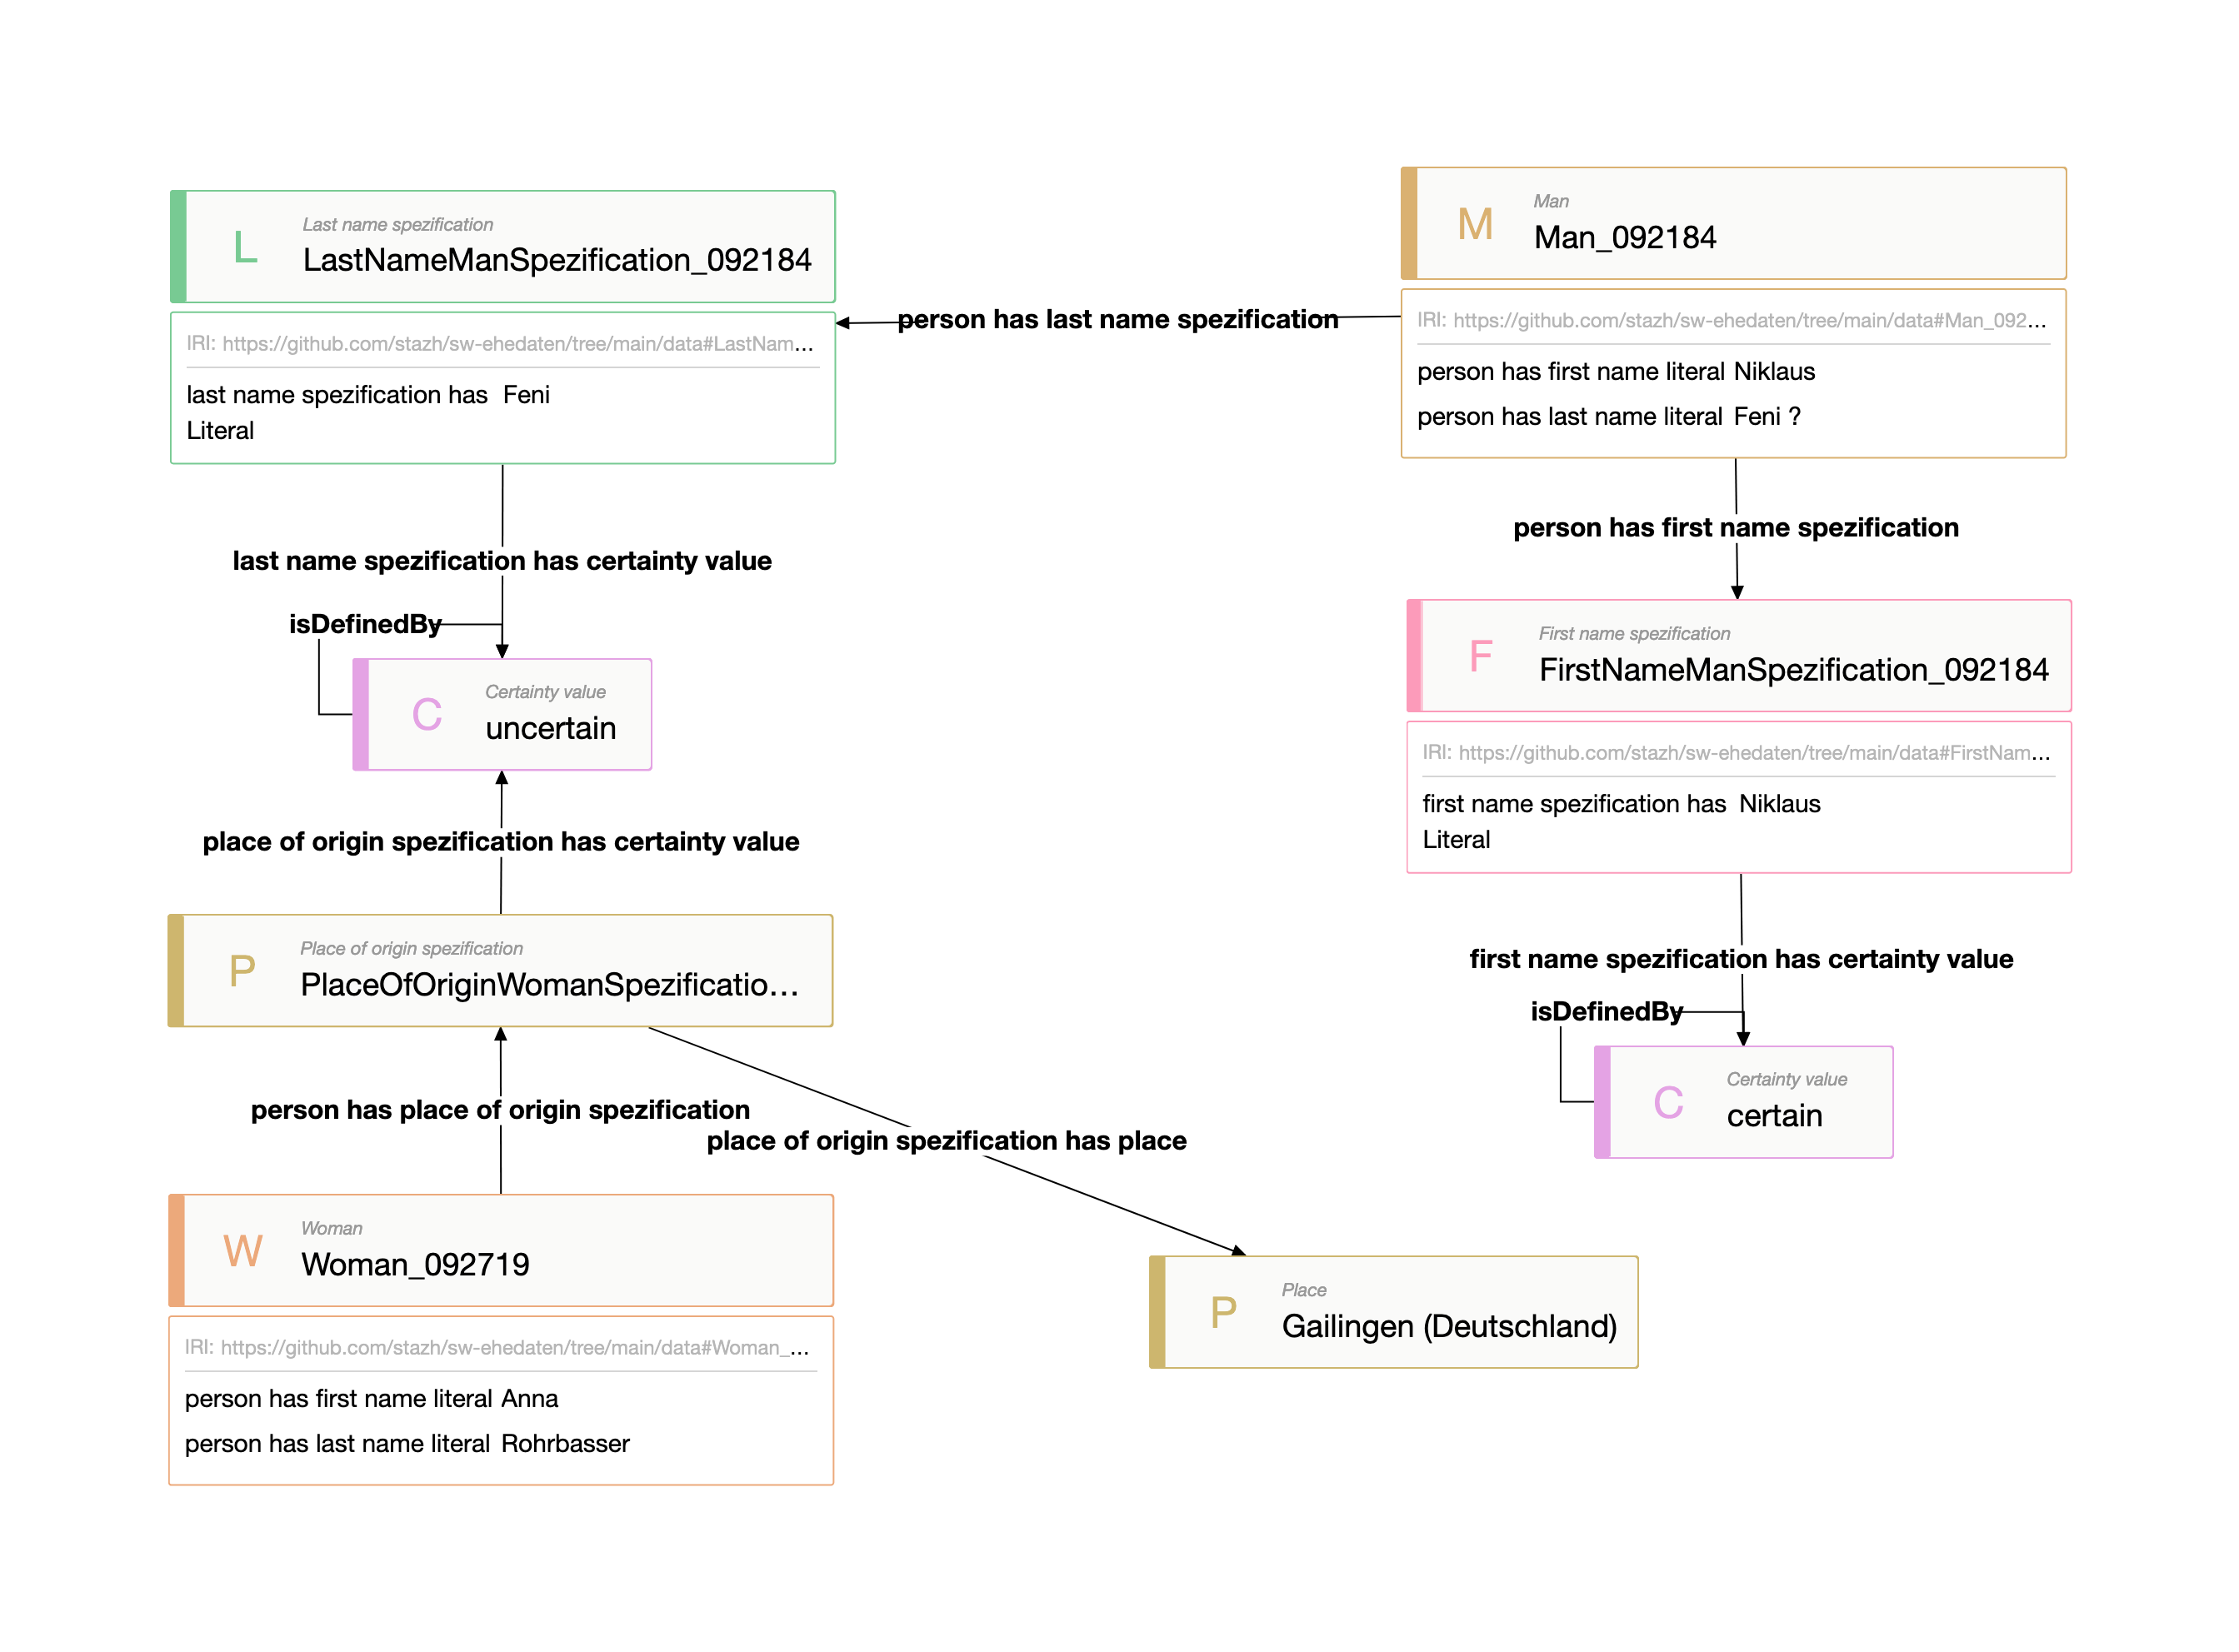 L
Last name spezification
LastNameManSpezification_092184
IRI: https://github.com/stazh/sw-ehedaten/tree/main/data#LastNam...
last name spezification has Feni
Literal
person has last name spezification
M
Man
Man_092184
IRI: https://github.com/stazh/sw-ehedaten/tree/main/data#Man_092...
person has first name literal Niklaus
person has last name literal Feni ?
last name spezification has certainty value
isDefinedBy
C
Certainty value
uncertain
person has first name spezification
F
First name spezification
FirstNameManSpezification_092184
IRI: https://github.com/stazh/sw-ehedaten/tree/main/data#FirstNam...
first name spezification has Niklaus
Literal
place of origin spezification has certainty value
P
Place of origin spezification
PlaceOfOriginWomanSpezificatio...
first name spezification has certainty value
isDefinedBy
C
Certainty value
certain
person has place of origin spezification
place of origin spezification has place
W
Woman
Woman_092719
IRI: https://github.com/stazh/sw-ehedaten/tree/main/data#Woman_...
person has first name literal Anna
person has last name literal Rohrbasser
P
Place
Gailingen (Deutschland)